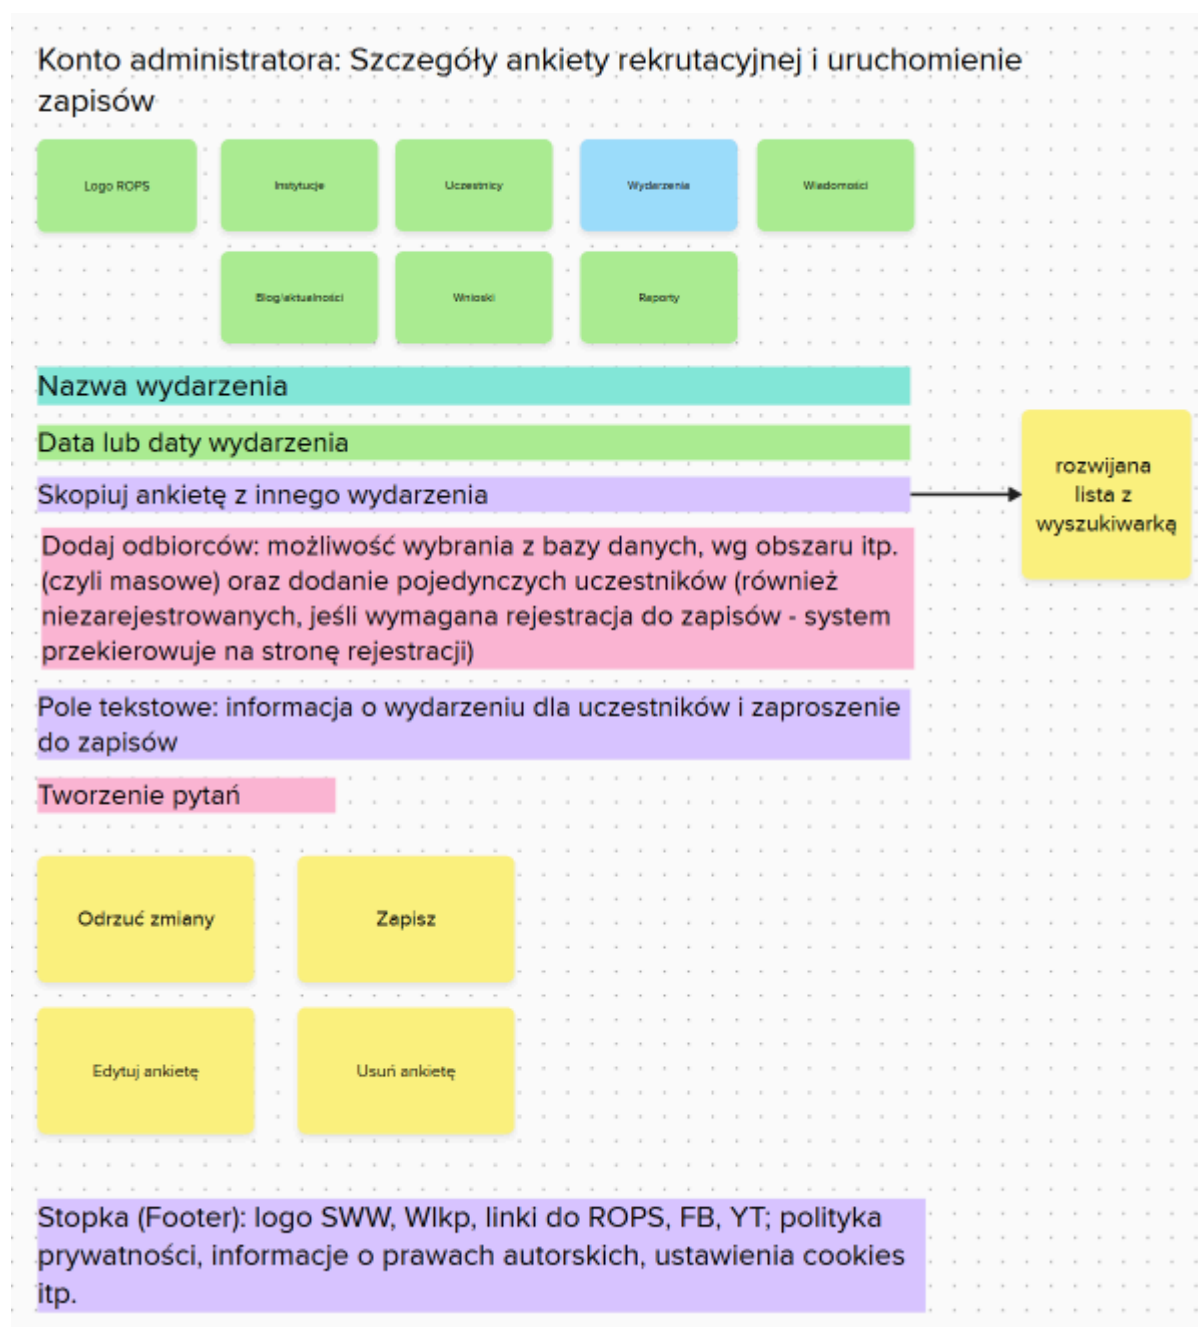 Konto administratora: Szczegóły ankiety rekrutacyjnej i uruchomienie
zapisów
Logo ROPS
Instytucje
Uczestnicy
Wydarzenia
Wiadomości
Blog/aktualności
Wnioski
Raporty
Nazwa wydarzenia
Data lub daty wydarzenia
Skopiuj ankietę z innego wydarzenia
rozwijana
lista z
wyszukiwarką
Dodaj odbiorców: możliwość wybrania z bazy danych, wg obszaru itp.
(czyli masowe) oraz dodanie pojedynczych uczestników (również
niezarejestrowanych, jeśli wymagana rejestracja do zapisów - system
przekierowuje na stronę rejestracji)
Pole tekstowe: informacja o wydarzeniu dla uczestników i zaproszenie
do zapisów
Tworzenie pytań
Odrzuć zmiany
Zapisz
Edytuj ankietę
Usuń ankietę
Stopka (Footer): logo SWW, Wlkp, linki do ROPS, FB, YT; polityka
prywatności, informacje o prawach autorskich, ustawienia cookies
itp.